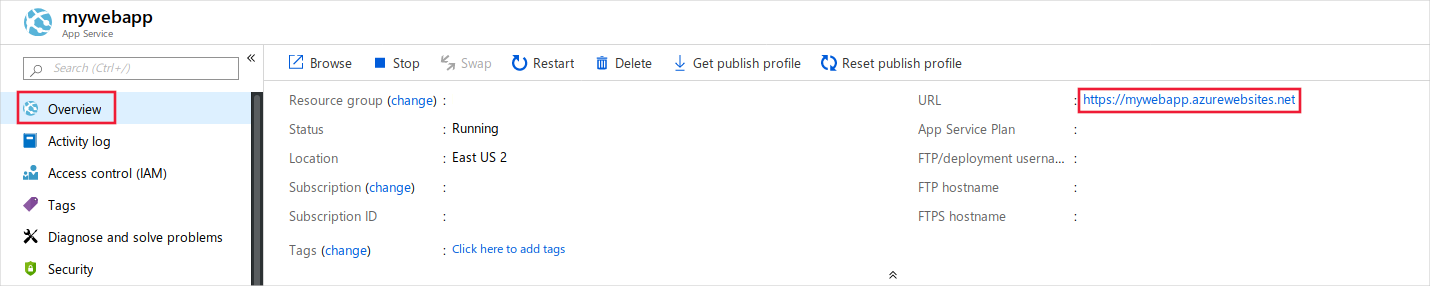 mywebapp
App Service
Search (Ctrl+/)
«
Overview
Activity log
Access control (IAM)
Tags
Diagnose and solve problems
Security
Browse Stop Swap Restart Delete Get publish profile Reset publish profile
Resource group (change) :
Status : Running
Location : East US 2
Subscription (change) :
Subscription ID :
Tags (change) : Click here to add tags
URL : https://mywebapp.azurewebsites.net
App Service Plan :
FTP/deployment userna... :
FTP hostname :
FTPS hostname :